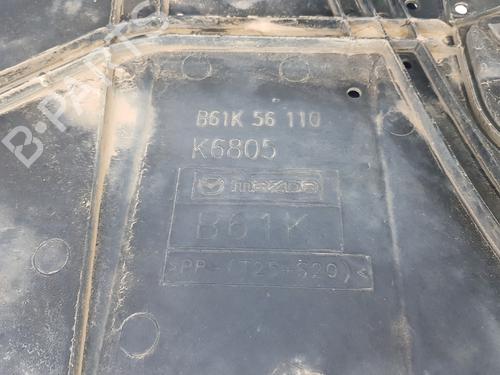 B-PARTS
B61K 56 110
K6805
mazda
B61K
>PP-(T25+S20)<